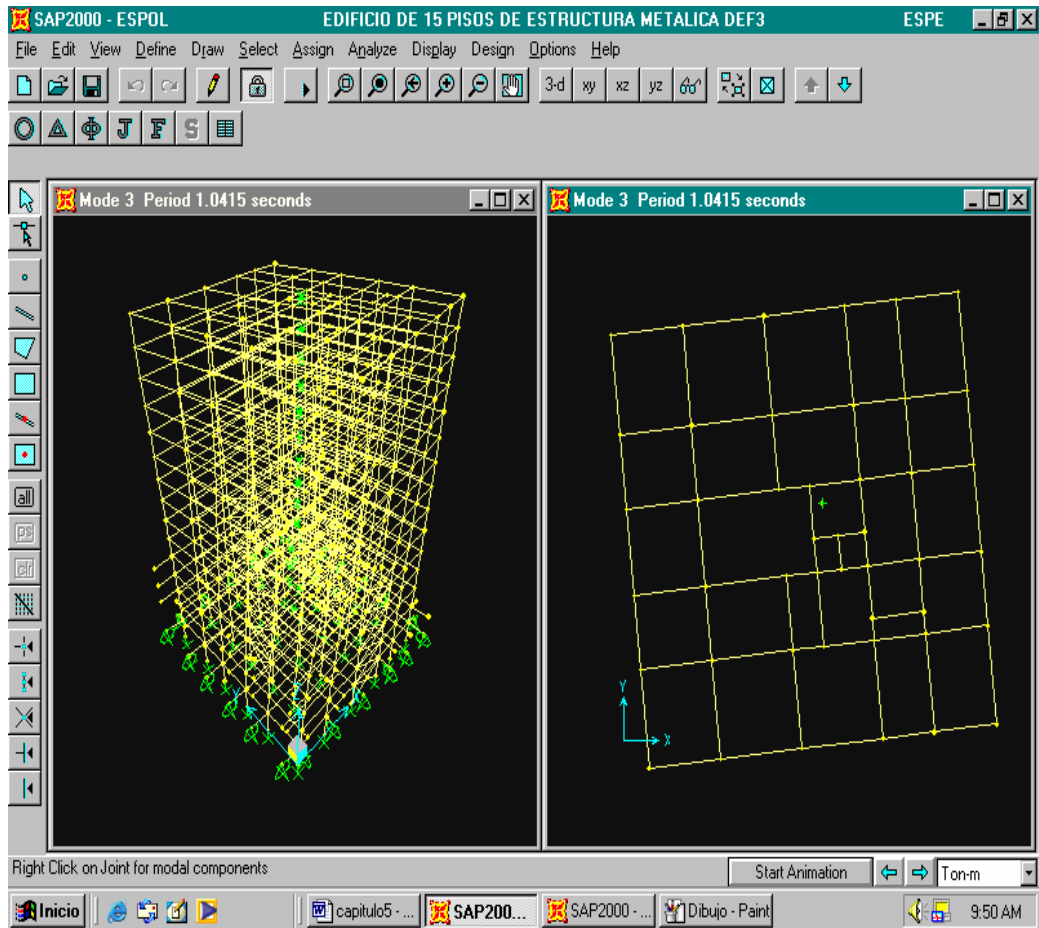 SAP2000 - ESPOL EDIFICIO DE 15 PISOS DE ESTRUCTURA METALICA DEF3 ESPE
File Edit View Define Draw Select Assign Analyze Display Design Options Help
3-d xy xz yz
J F S
Mode 3 Period 1.0415 seconds
Mode 3 Period 1.0415 seconds
all
ps
clr
Y
X
Right Click on Joint for modal components
Start Animation
Ton-m
Inicio
capitulo5 - ...
SAP200...
SAP2000 - ...
Dibujo - Paint
9:50 AM